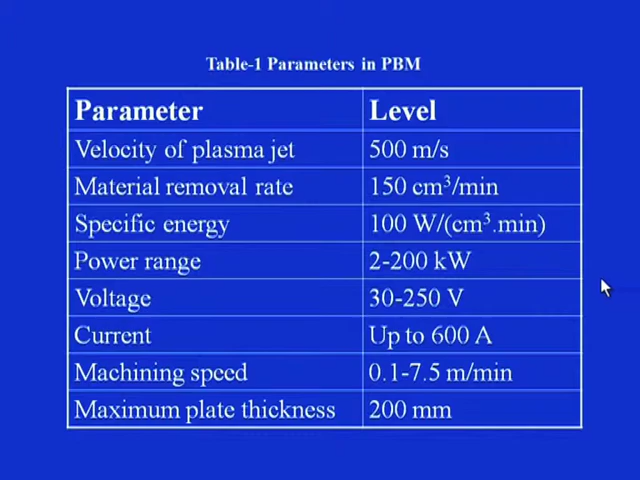 Table-1 Parameters in PBM
Parameter Level
Velocity of plasma jet 500 m/s
Material removal rate 150 cm³/min
Specific energy 100 W/(cm³.min)
Power range 2-200 kW
Voltage 30-250 V
Current Up to 600 A
Machining speed 0.1-7.5 m/min
Maximum plate thickness 200 mm